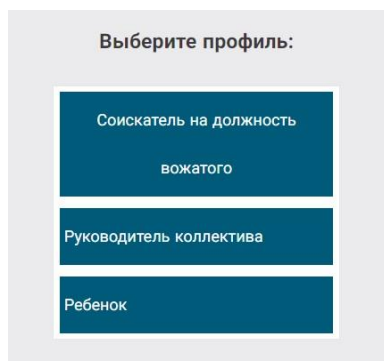 Выберите профиль:
Соискатель на должность
вожатого
Руководитель коллектива
Ребенок